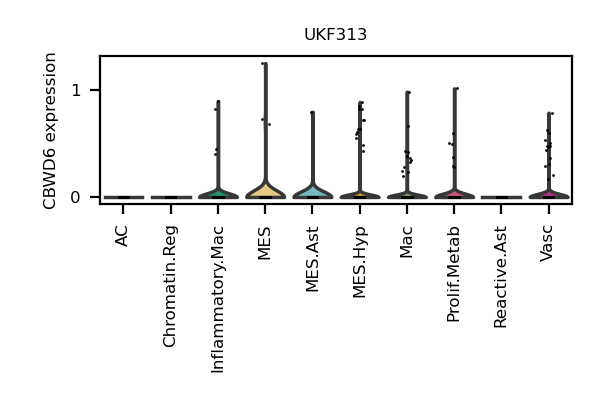 UKF313
CBWD6 expression
1
0
AC
Chromatin.Reg
Inflammatory.Mac
MES
MES.Ast
MES.Hyp
Mac
Prolif.Metab
Reactive.Ast
Vasc